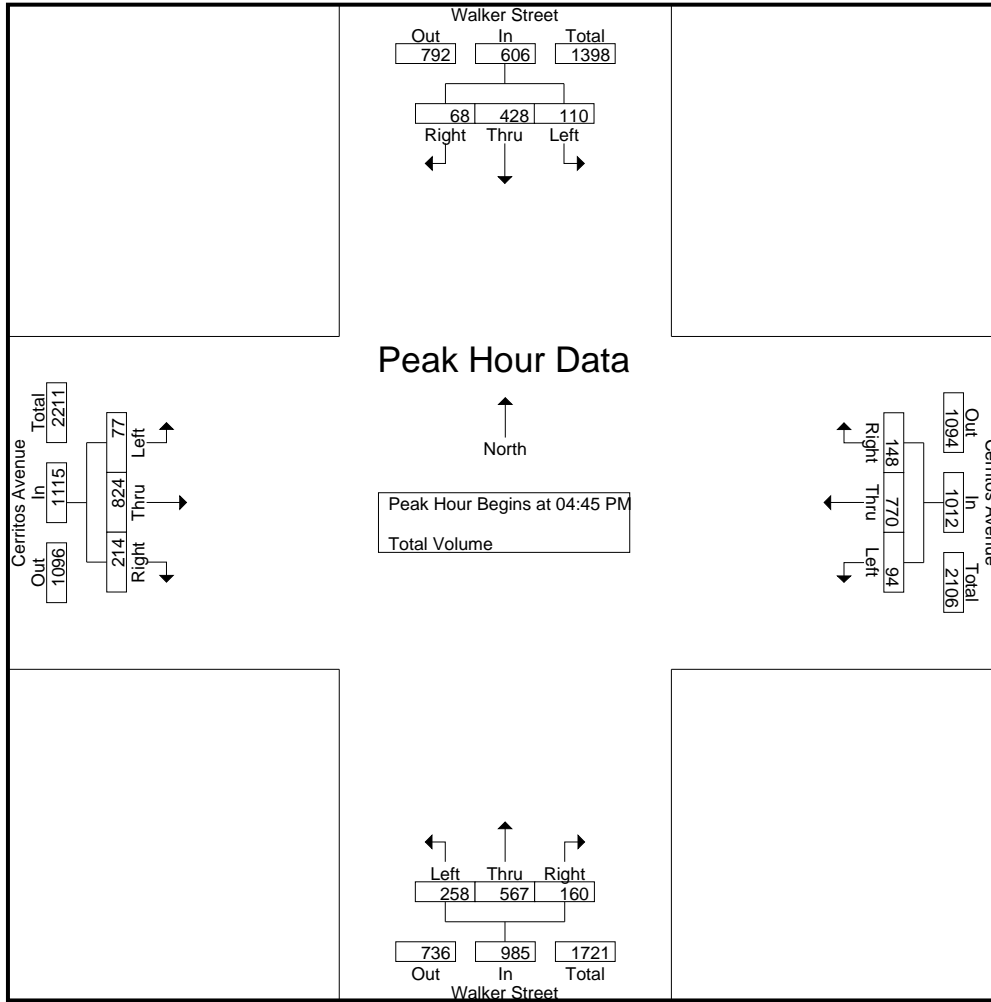 Walker Street
Out In Total
792 606 1398
68 428 110
Right Thru Left
Peak Hour Data
North
Peak Hour Begins at 04:45 PM
Total Volume
Cerritos Avenue
Out In Total
1096 1115 2211
Right Thru Left
214 824 77
Cerritos Avenue
Out In Total
1094 1012 2106
Right Thru Left
148 770 94
Left Thru Right
258 567 160
736 985 1721
Out In Total
Walker Street